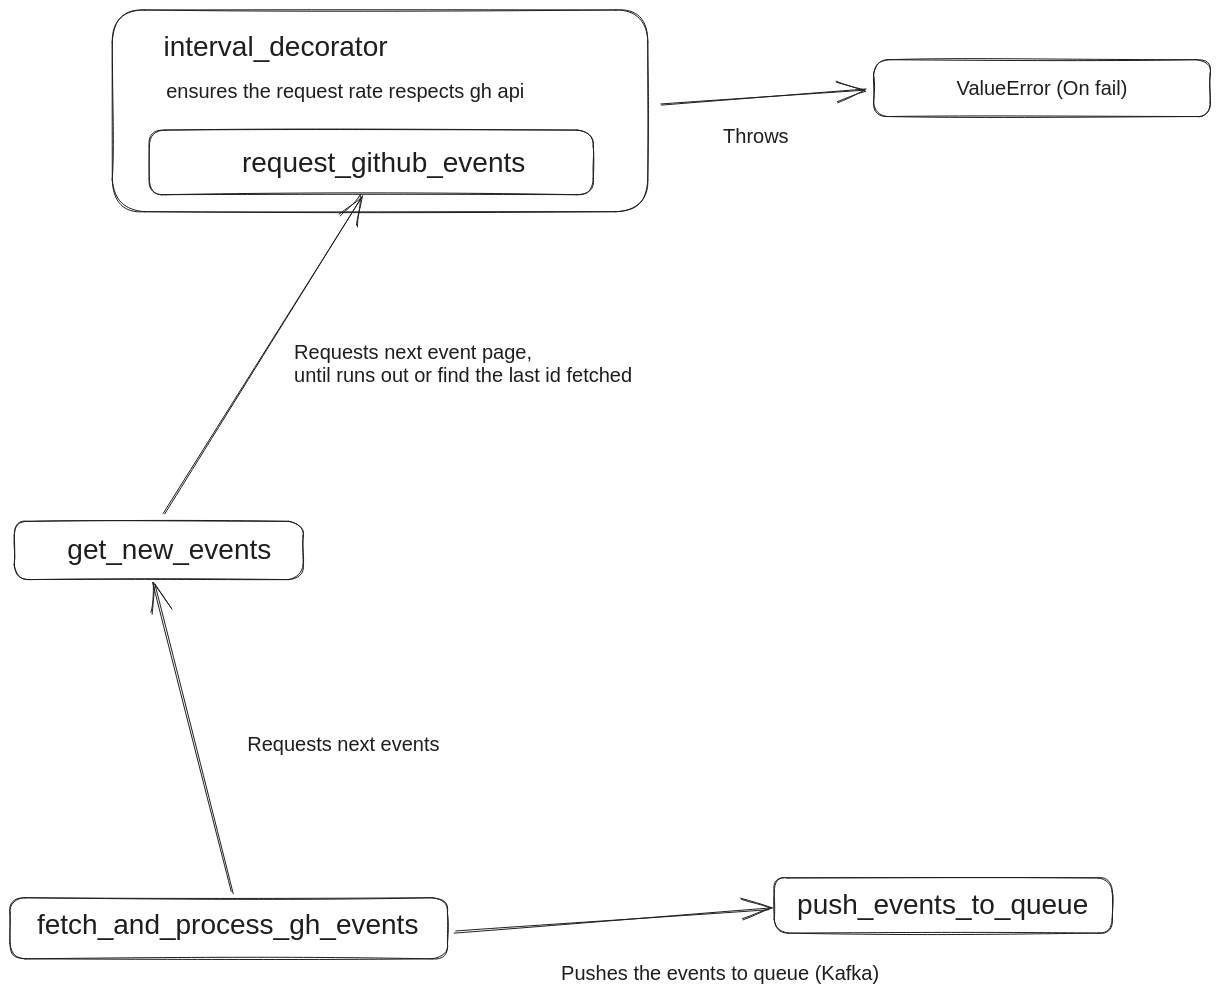 interval_decorator
ensures the request rate respects gh api
request_github_events
ValueError (On fail)
Throws
Requests next event page,
until runs out or find the last id fetched
get_new_events
Requests next events
fetch_and_process_gh_events
push_events_to_queue
Pushes the events to queue (Kafka)